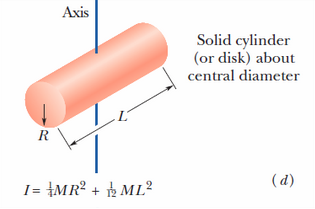 Axis
Solid cylinder
(or disk) about
central diameter
L
R
I = ¼MR² + 1/12 ML²
(d)